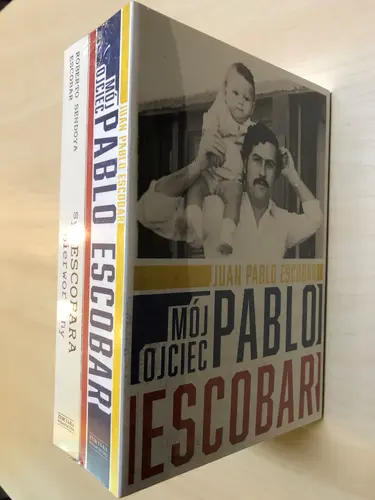 ROBERTO SENDOYA
ESCOBAR
ESCOBARA
JUAN PABLO ESCOBAR
MÓJ
OJCIEC
PABLO ESCOBAR
JUAN PABLO ESCOBAR
MÓJ
OJCIEC
PABLO
ESCOBAR